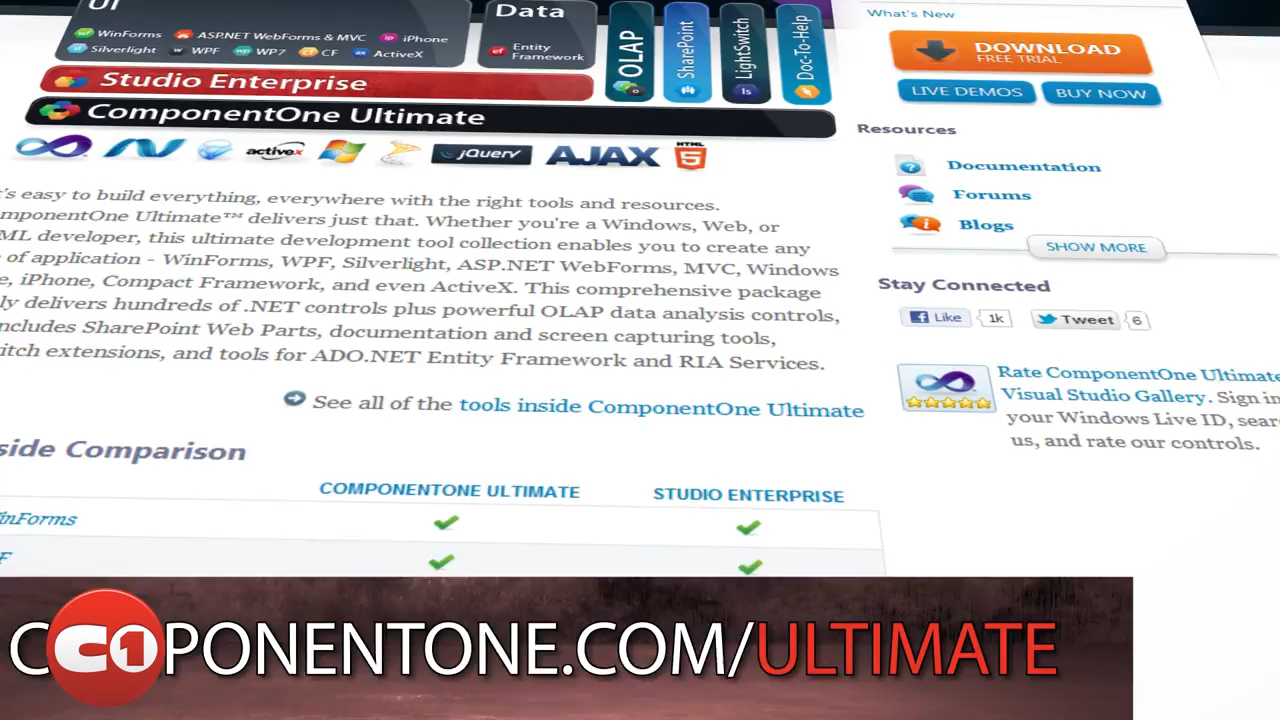 UI
WinForms ASP.NET WebForms & MVC iPhone
Silverlight WPF WP7 CF ActiveX
Data
Entity
Framework
OLAP
SharePoint
LightSwitch
Doc-To-Help
Studio Enterprise
ComponentOne Ultimate
activex jQuery AJAX HTML 5
What's New
DOWNLOAD
FREE TRIAL
LIVE DEMOS BUY NOW
Resources
Documentation
Forums
Blogs
SHOW MORE
Stay Connected
Like 1k Tweet 6
Rate ComponentOne Ultimate
Visual Studio Gallery. Sign in
your Windows Live ID, sear
us, and rate our controls.
t's easy to build everything, everywhere with the right tools and resources.
omponentOne Ultimate™ delivers just that. Whether you're a Windows, Web, or
ML developer, this ultimate development tool collection enables you to create any
of application - WinForms, WPF, Silverlight, ASP.NET WebForms, MVC, Windows
e, iPhone, Compact Framework, and even ActiveX. This comprehensive package
ly delivers hundreds of .NET controls plus powerful OLAP data analysis controls,
includes SharePoint Web Parts, documentation and screen capturing tools,
itch extensions, and tools for ADO.NET Entity Framework and RIA Services.
See all of the tools inside ComponentOne Ultimate
side Comparison
COMPONENTONE ULTIMATE STUDIO ENTERPRISE
inForms
F
C1
C PONENTONE.COM/ULTIMATE